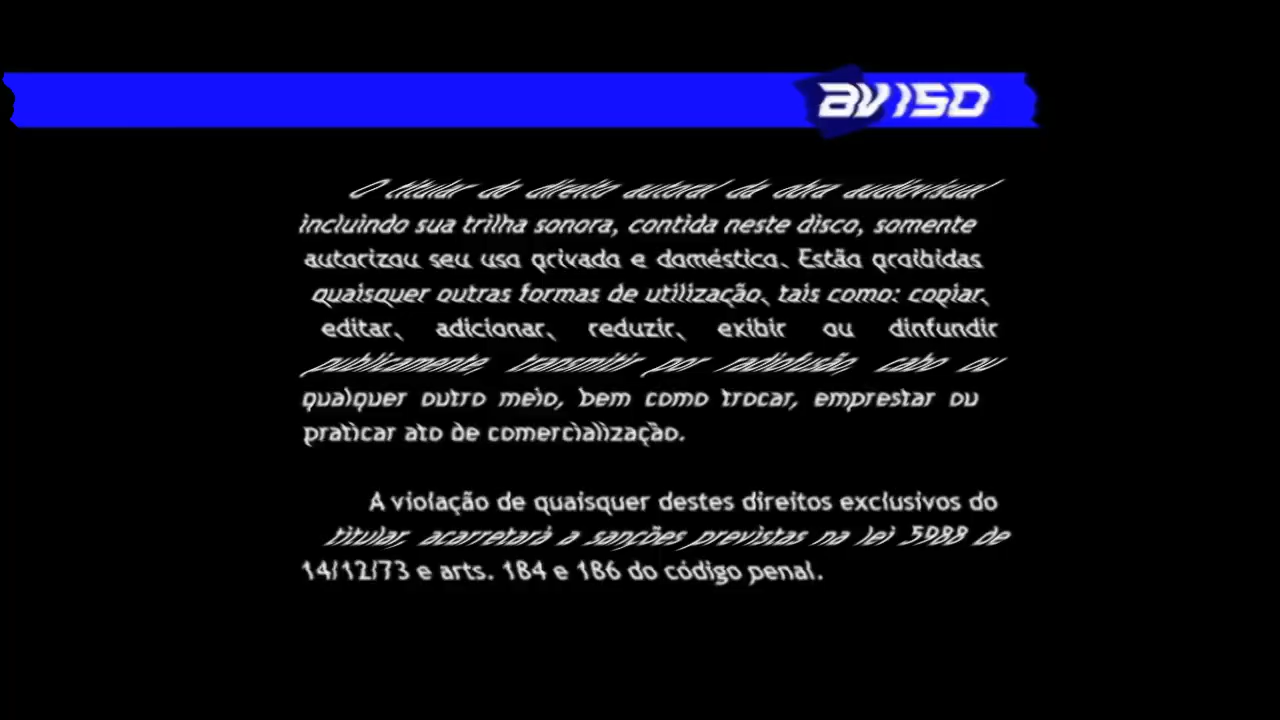 aviso
O titular do direito autoral da obra audiovisual
incluindo sua trilha sonora, contida neste disco, somente
autorizou seu uso privado e doméstico. Estão proibidas
quaisquer outras formas de utilização, tais como: copiar,
editar, adicionar, reduzir, exibir ou dinfundir
publicamente, transmitir por radiofusão cabo ou
qualquer outro meio, bem como trocar, emprestar ou
praticar ato de comercialização.
A violação de quaisquer destes direitos exclusivos do
titular, acarretará a sanções previstas na lei 5988 de
14/12/73 e arts. 184 e 186 do código penal.